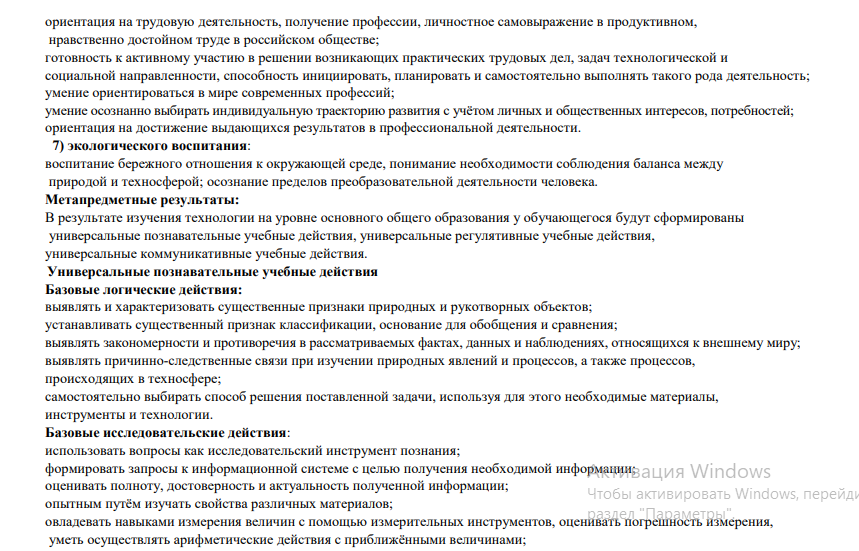 ориентация на трудовую деятельность, получение профессии, личностное самовыражение в продуктивном,
нравственно достойном труде в российском обществе;
готовность к активному участию в решении возникающих практических трудовых дел, задач технологической и
социальной направленности, способность инициировать, планировать и самостоятельно выполнять такого рода деятельность;
умение ориентироваться в мире современных профессий;
умение осознанно выбирать индивидуальную траекторию развития с учётом личных и общественных интересов, потребностей;
ориентация на достижение выдающихся результатов в профессиональной деятельности.
7) экологического воспитания:
воспитание бережного отношения к окружающей среде, понимание необходимости соблюдения баланса между
природой и техносферой; осознание пределов преобразовательной деятельности человека.
Метапредметные результаты:
В результате изучения технологии на уровне основного общего образования у обучающегося будут сформированы
универсальные познавательные учебные действия, универсальные регулятивные учебные действия,
универсальные коммуникативные учебные действия.
Универсальные познавательные учебные действия
Базовые логические действия:
выявлять и характеризовать существенные признаки природных и рукотворных объектов;
устанавливать существенный признак классификации, основание для обобщения и сравнения;
выявлять закономерности и противоречия в рассматриваемых фактах, данных и наблюдениях, относящихся к внешнему миру;
выявлять причинно-следственные связи при изучении природных явлений и процессов, а также процессов,
происходящих в техносфере;
самостоятельно выбирать способ решения поставленной задачи, используя для этого необходимые материалы,
инструменты и технологии.
Базовые исследовательские действия:
использовать вопросы как исследовательский инструмент познания;
формировать запросы к информационной системе с целью получения необходимой информации;
оценивать полноту, достоверность и актуальность полученной информации;
опытным путём изучать свойства различных материалов;
овладевать навыками измерения величин с помощью измерительных инструментов, оценивать погрешность измерения,
уметь осуществлять арифметические действия с приближёнными величинами;
Активация Windows
Чтобы активировать Windows, перейди
раздел "Параметры".